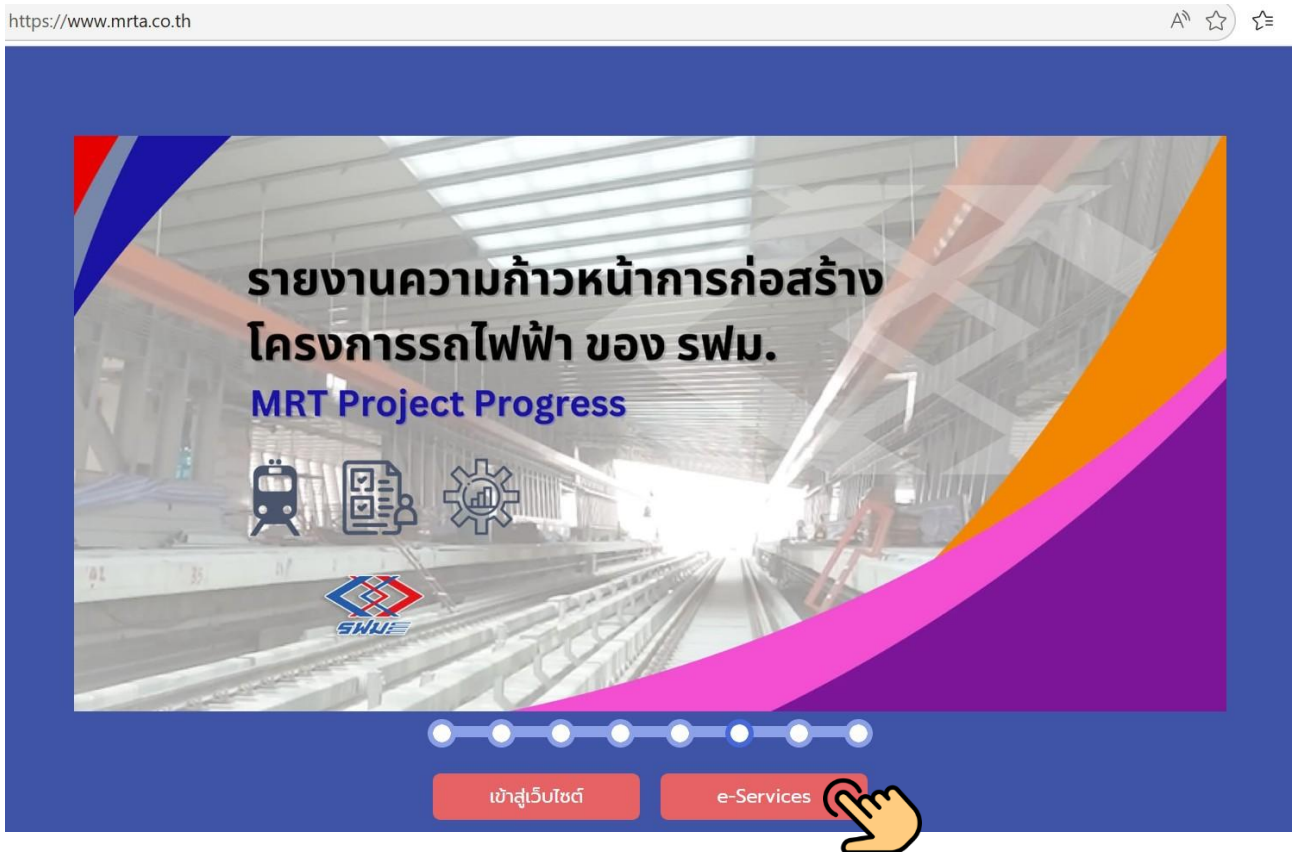 https://www.mrta.co.th
รายงานความก้าวหน้าการก่อสร้าง
โครงการรถไฟฟ้า ของ รฟม.
MRT Project Progress
รฟม
เข้าสู่เว็บไซต์
e-Services